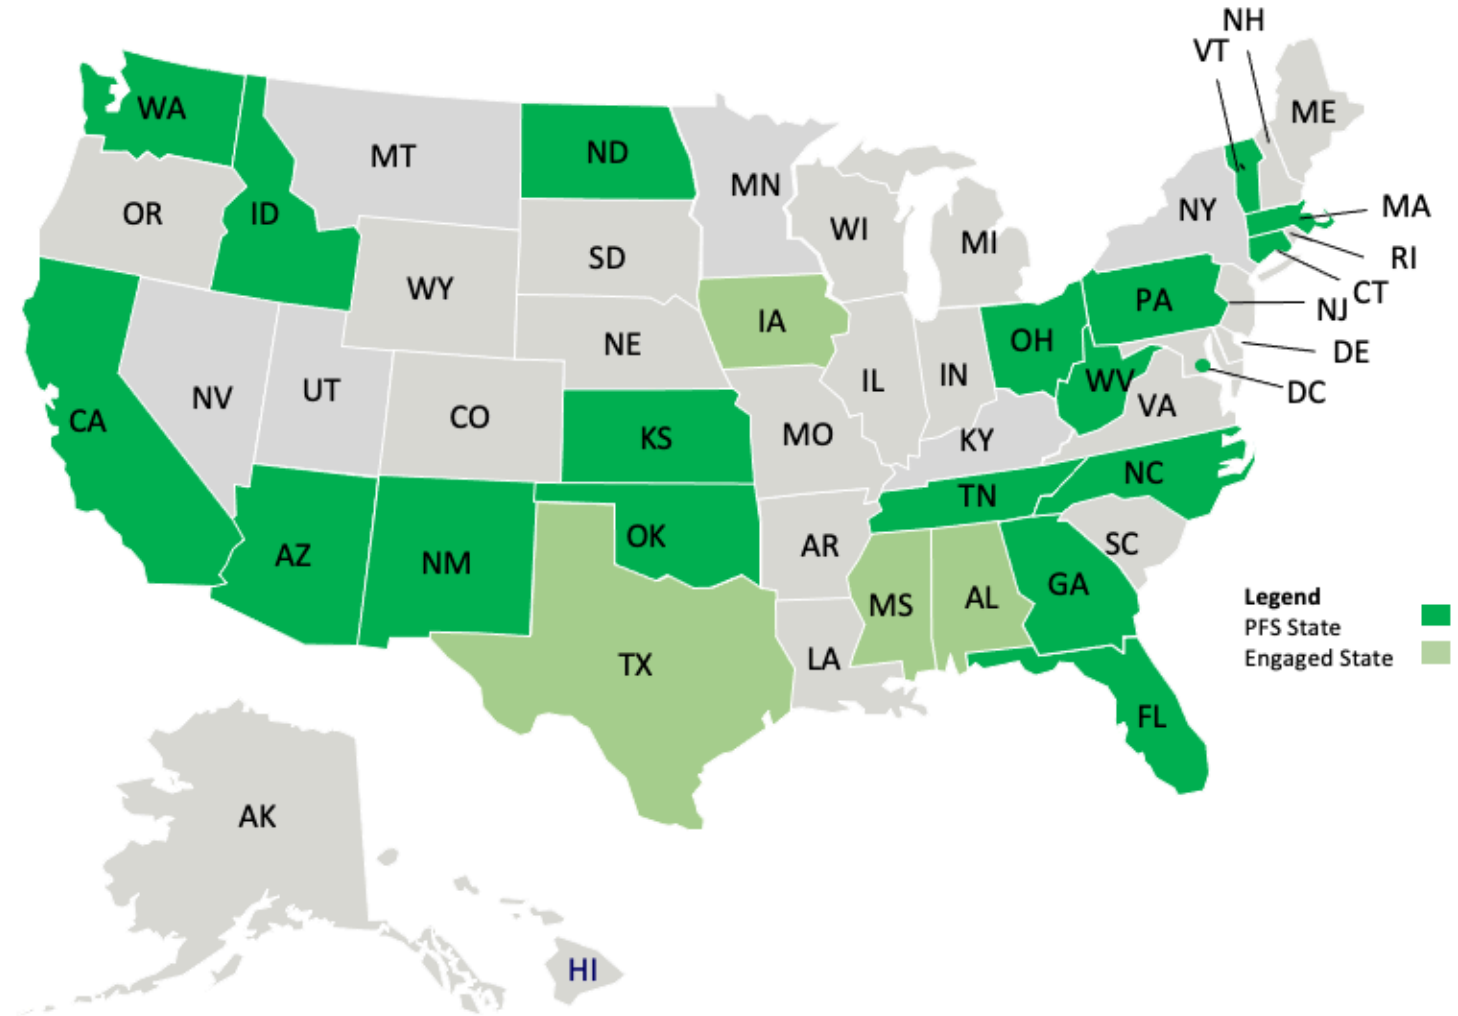 NH
VT
WA
ME
MT
ND
MN
OR
ID
NY
MA
WI
MI
SD
RI
WY
CT
PA
NJ
IA
OH
NE
DE
WV
DC
IL
IN
UT
NV
VA
CO
CA
KS
MO
KY
NC
TN
OK
AR
SC
AZ
NM
GA
MS
AL
Legend
PFS State
Engaged State
TX
LA
FL
AK
HI